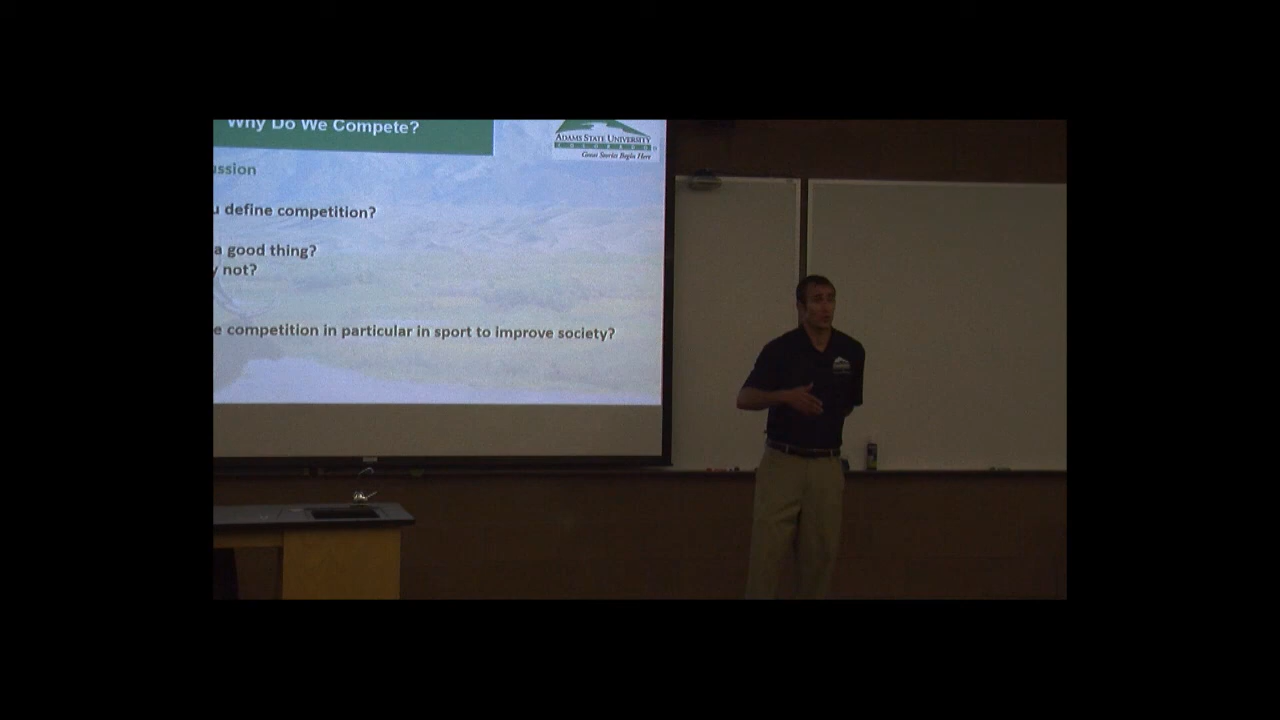 Why Do We Compete?
ADAMS STATE UNIVERSITY
COLORADO
Great Stories Begin Here
ussion
u define competition?
a good thing?
y not?
e competition in particular in sport to improve society?